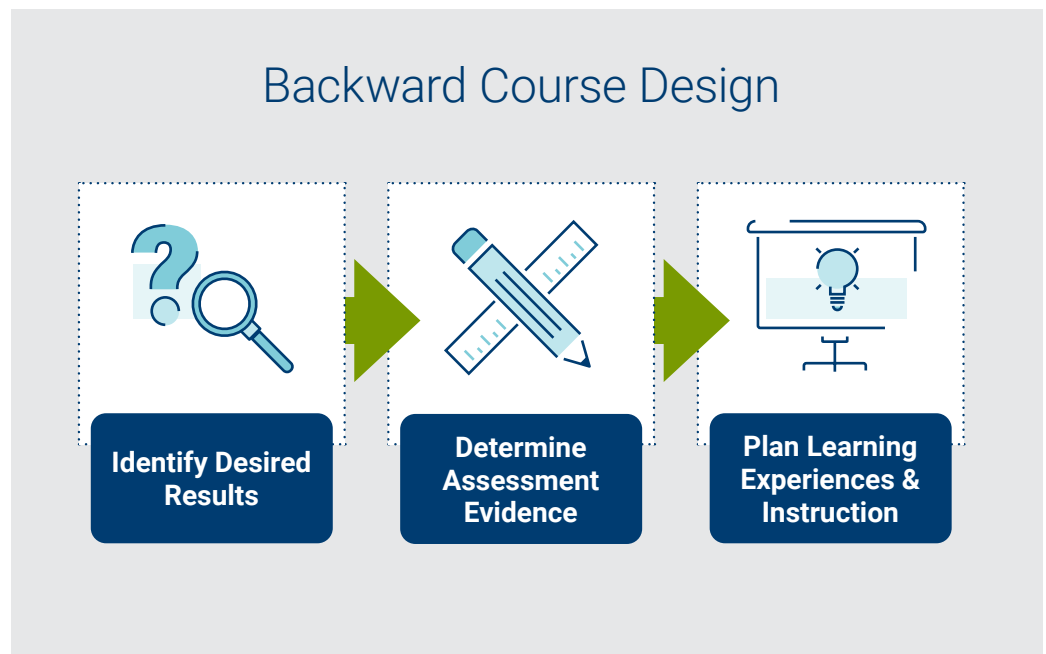 Backward Course Design
Identify Desired
Results
Determine
Assessment
Evidence
Plan Learning
Experiences &
Instruction